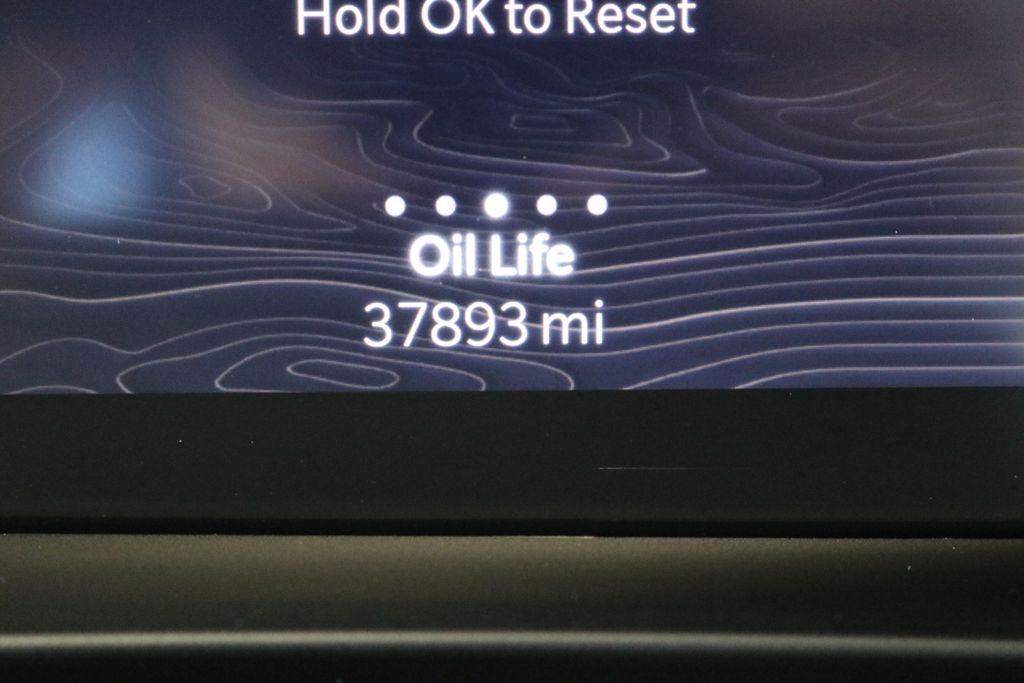 Hold OK to Reset
Oil Life
37893 mi